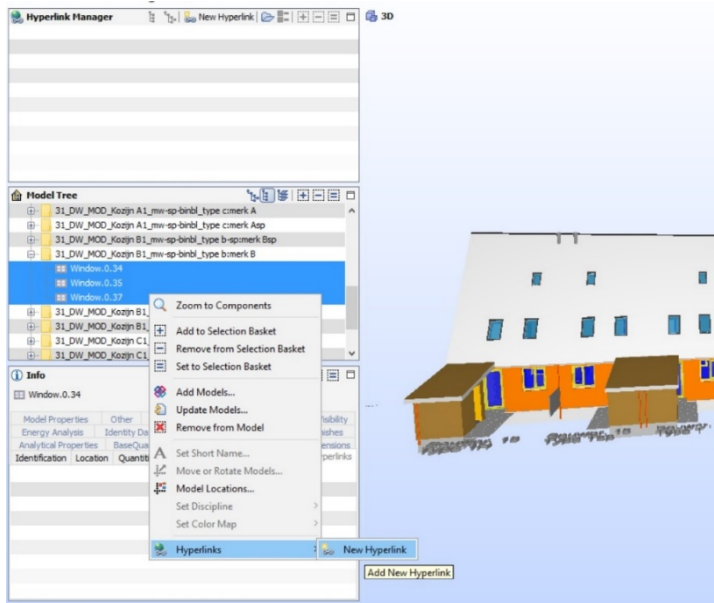 Hyperlink Manager
New Hyperlink
3D
Model Tree
31_DW_MOD_Kozijn A1_mw-sp-binbl_type c:merk A
31_DW_MOD_Kozijn A1_mw-sp-binbl_type c:merk Asp
31_DW_MOD_Kozijn B1_mw-sp-binbl_type b-sp:merk Bsp
31_DW_MOD_Kozijn B1_mw-sp-binbl_type b:merk B
Window.0.34
Window.0.35
Window.0.37
31_DW_MOD_Kozijn B1
31_DW_MOD_Kozijn B1_
31_DW_MOD_Kozijn C1
31_DW_MOD_Kozijn C1
Zoom to Components
Add to Selection Basket
Remove from Selection Basket
Set to Selection Basket
Add Models...
Update Models...
Remove from Model
Set Short Name...
Move or Rotate Models...
Model Locations...
Set Discipline
Set Color Map
Hyperlinks
New Hyperlink
Add New Hyperlink
Info
Window.0.34
Model Properties Other
Energy Analysis Identity Da
Analytical Properties BaseQua
Identification Location Quantiti